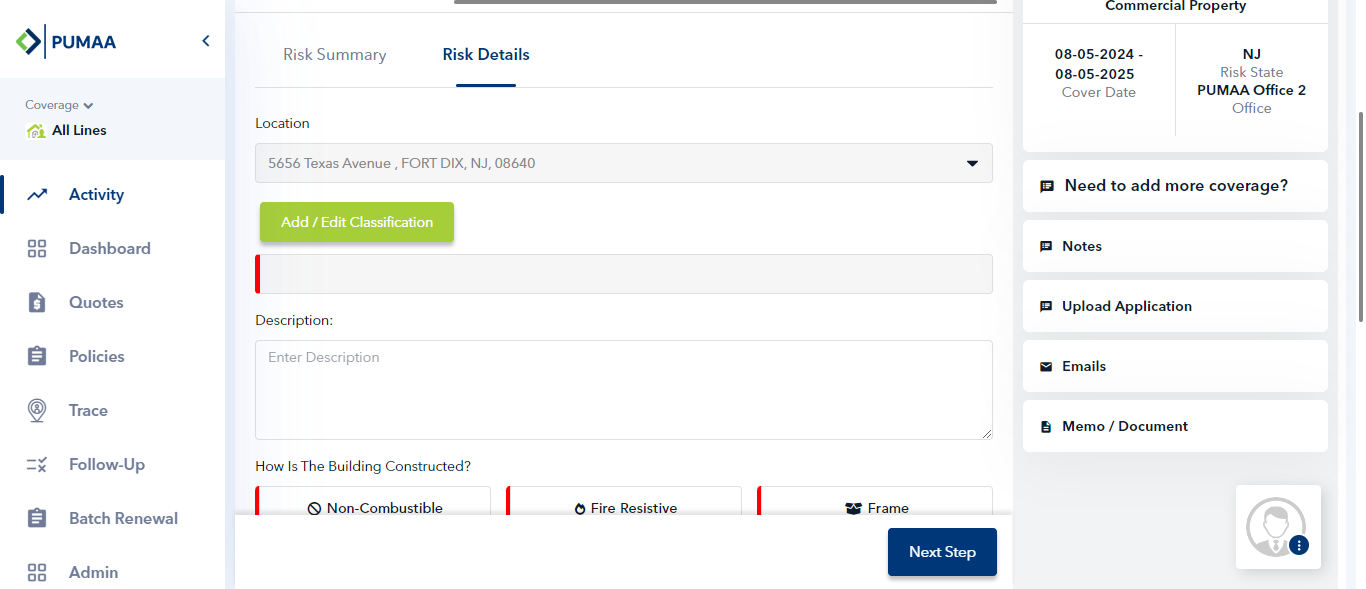 PUMAA
Coverage
All Lines
Activity
Dashboard
Quotes
Policies
Trace
Follow-Up
Batch Renewal
Admin
Risk Summary
Risk Details
Location
5656 Texas Avenue , FORT DIX, NJ, 08640
Add / Edit Classification
Description:
Enter Description
How Is The Building Constructed?
Non-Combustible
Fire Resistive
Frame
Next Step
Commercial Property
08-05-2024 -
08-05-2025
Cover Date
NJ
Risk State
PUMAA Office 2
Office
Need to add more coverage?
Notes
Upload Application
Emails
Memo / Document